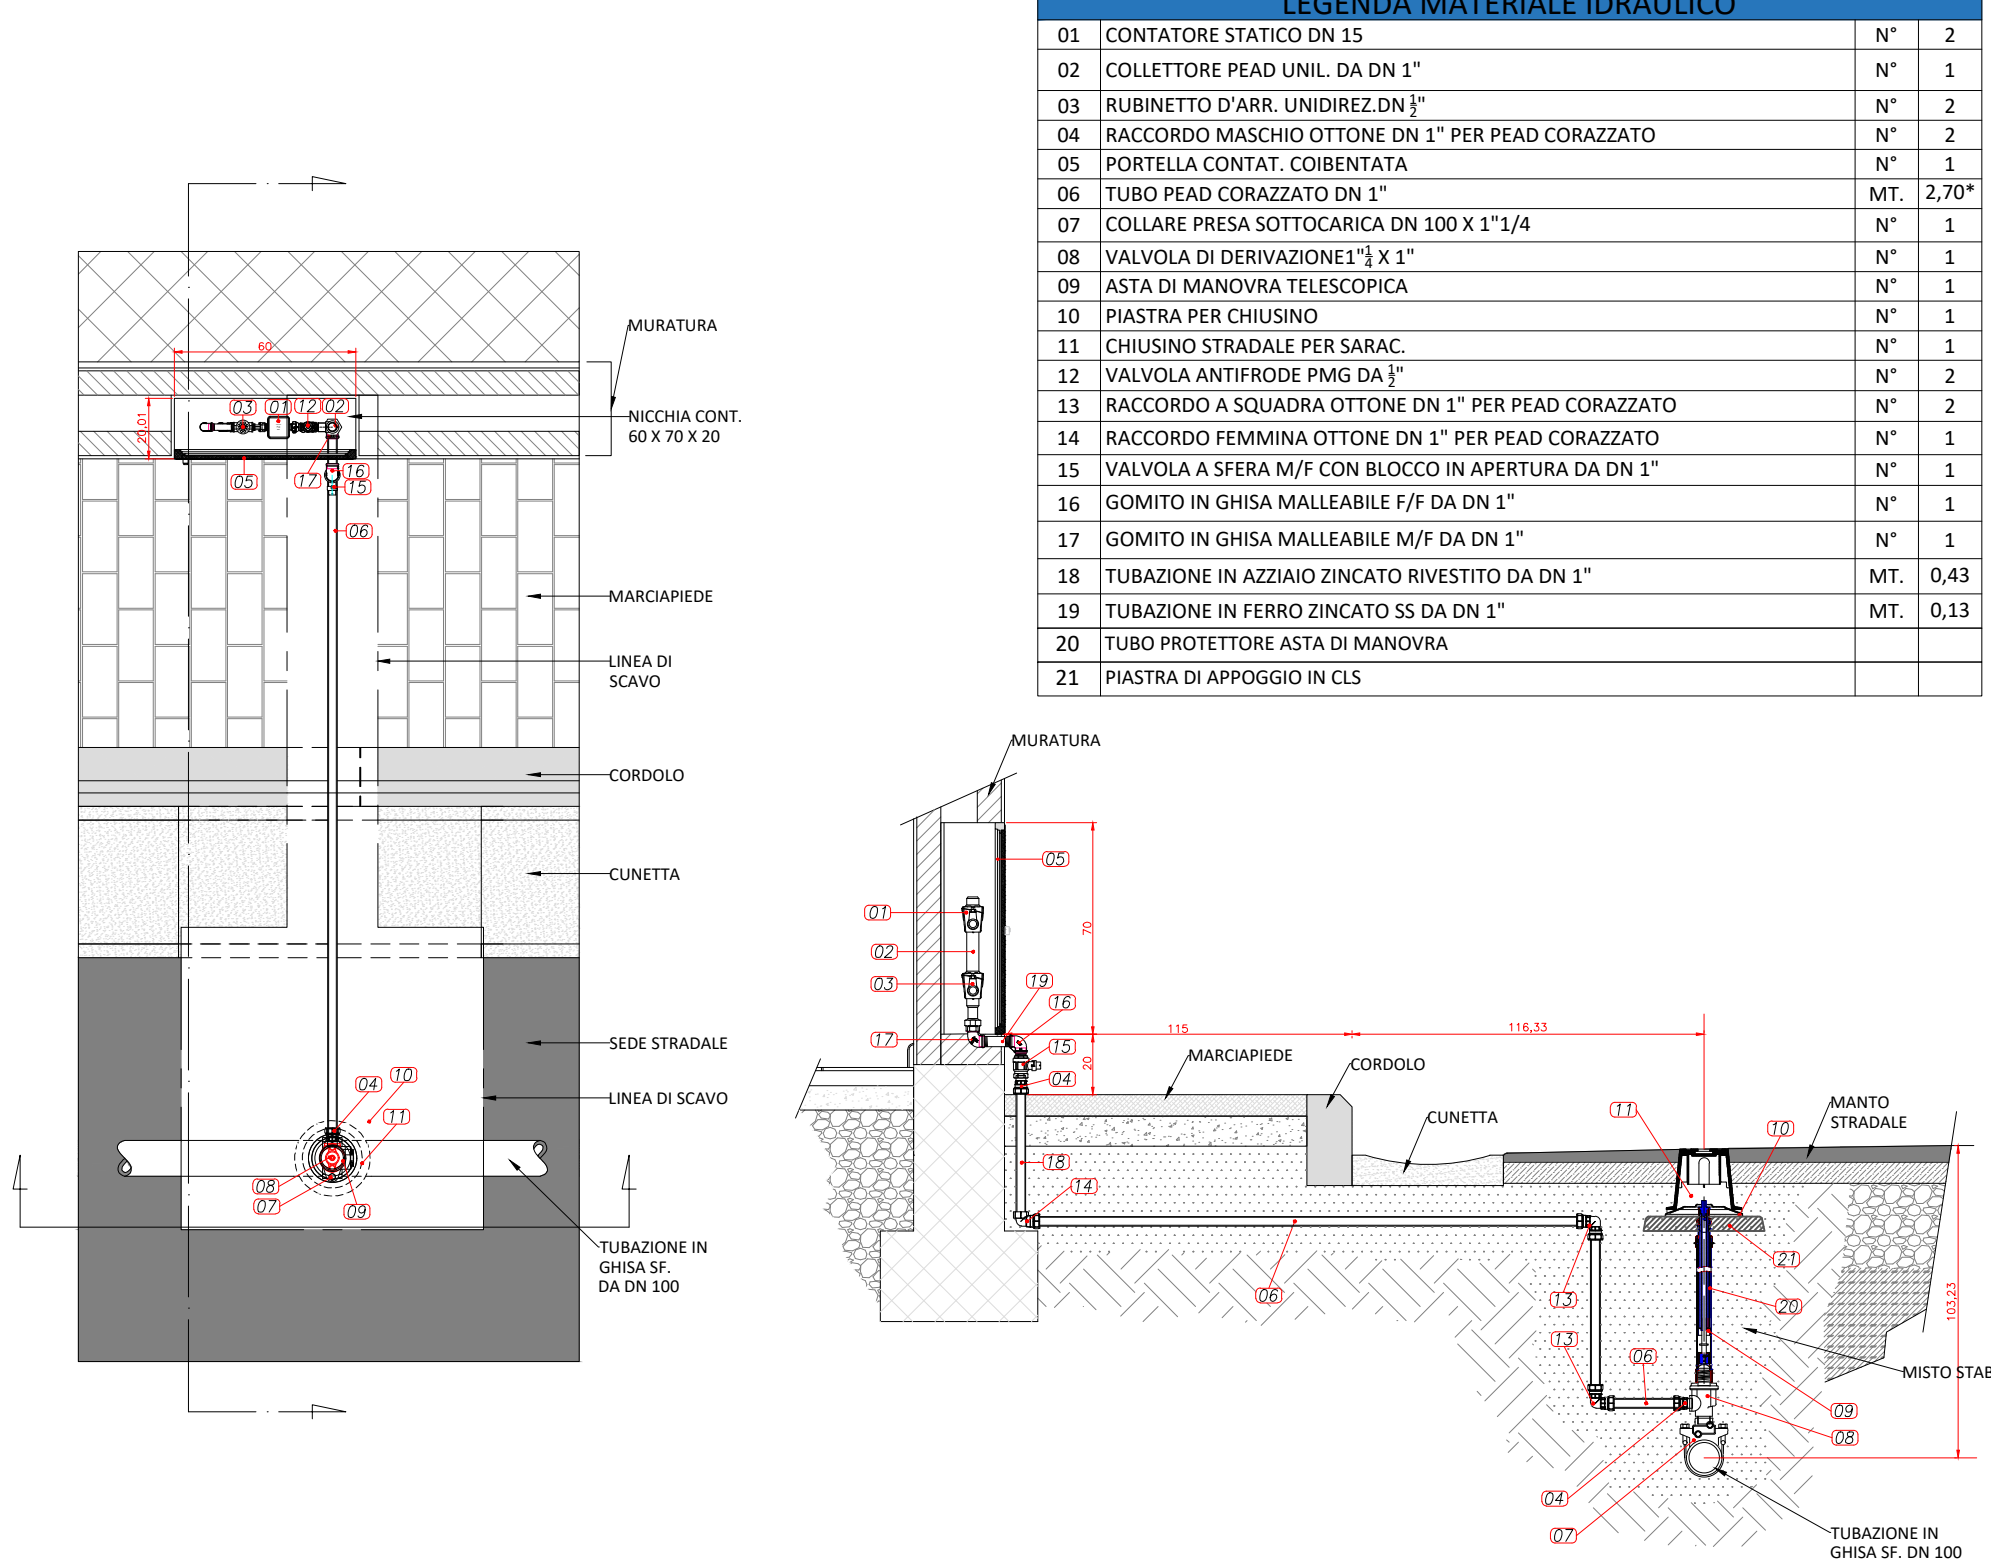 LEGENDA MATERIALE IDRAULICO
01 CONTATORE STATICO DN 15 N° 2
02 COLLETTORE PEAD UNIL. DA DN 1" N° 1
03 RUBINETTO D'ARR. UNIDIREZ.DN ½" N° 2
04 RACCORDO MASCHIO OTTONE DN 1" PER PEAD CORAZZATO N° 2
05 PORTELLA CONTAT. COIBENTATA N° 1
06 TUBO PEAD CORAZZATO DN 1" MT. 2,70*
07 COLLARE PRESA SOTTOCARICA DN 100 X 1"1/4 N° 1
08 VALVOLA DI DERIVAZIONE1"¼ X 1" N° 1
09 ASTA DI MANOVRA TELESCOPICA N° 1
10 PIASTRA PER CHIUSINO N° 1
11 CHIUSINO STRADALE PER SARAC. N° 1
12 VALVOLA ANTIFRODE PMG DA ½" N° 2
13 RACCORDO A SQUADRA OTTONE DN 1" PER PEAD CORAZZATO N° 2
14 RACCORDO FEMMINA OTTONE DN 1" PER PEAD CORAZZATO N° 1
15 VALVOLA A SFERA M/F CON BLOCCO IN APERTURA DA DN 1" N° 1
16 GOMITO IN GHISA MALLEABILE F/F DA DN 1" N° 1
17 GOMITO IN GHISA MALLEABILE M/F DA DN 1" N° 1
18 TUBAZIONE IN AZZIAIO ZINCATO RIVESTITO DA DN 1" MT. 0,43
19 TUBAZIONE IN FERRO ZINCATO SS DA DN 1" MT. 0,13
20 TUBO PROTETTORE ASTA DI MANOVRA
21 PIASTRA DI APPOGGIO IN CLS
MURATURA
60
20,01
03 01 12 02
NICCHIA CONT.
60 X 70 X 20
05 17 16
15
06
MARCIAPIEDE
LINEA DI
SCAVO
CORDOLO
CUNETTA
SEDE STRADALE
LINEA DI SCAVO
04 10
11
08
07 09
TUBAZIONE IN
GHISA SF.
DA DN 100
MURATURA
05
01
02
03
70
19
16
17
15
04
20
115
116,33
MARCIAPIEDE
CORDOLO
CUNETTA
MANTO
STRADALE
11
10
18
14
06
13
13
06
21
20
103,23
MISTO STAB
09
08
04
07
TUBAZIONE IN
GHISA SF. DN 100